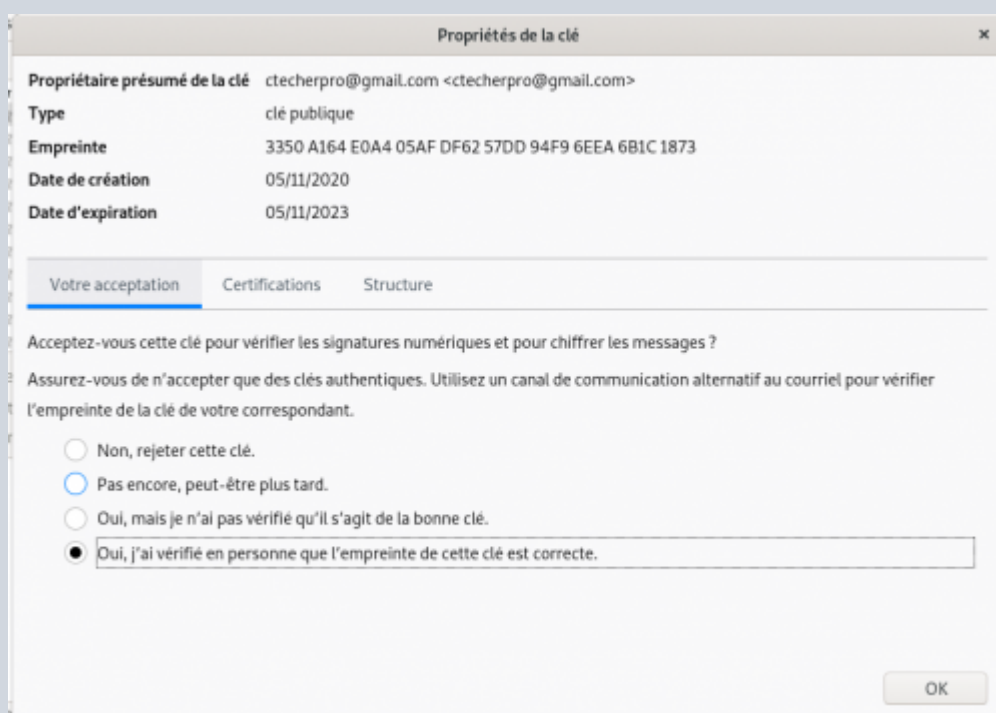 Propriétés de la clé
Propriétaire présumé de la clé ctecherpro@gmail.com <ctecherpro@gmail.com>
Type clé publique
Empreinte 3350 A164 E0A4 05AF DF62 57DD 94F9 6EEA 6B1C 1873
Date de création 05/11/2020
Date d'expiration 05/11/2023
Votre acceptation Certifications Structure
Acceptez-vous cette clé pour vérifier les signatures numériques et pour chiffrer les messages ?
Assurez-vous de n'accepter que des clés authentiques. Utilisez un canal de communication alternatif au courriel pour vérifier
l'empreinte de la clé de votre correspondant.
Non, rejeter cette clé.
Pas encore, peut-être plus tard.
Oui, mais je n'ai pas vérifié qu'il s'agit de la bonne clé.
Oui, j'ai vérifié en personne que l'empreinte de cette clé est correcte.
OK